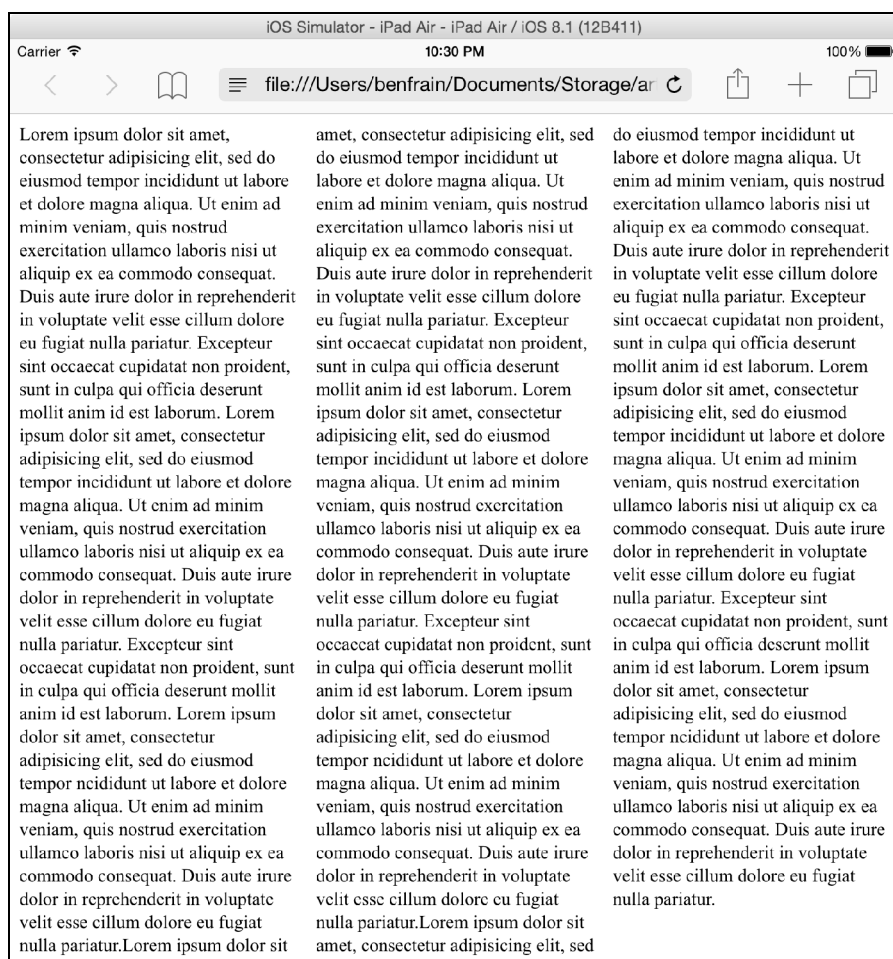 iOS Simulator - iPad Air - iPad Air / iOS 8.1 (12B411)
Carrier 10:30 PM 100%
file:///Users/benfrain/Documents/Storage/ar
Lorem ipsum dolor sit amet,
consectetur adipisicing elit, sed do
eiusmod tempor incididunt ut labore
et dolore magna aliqua. Ut enim ad
minim veniam, quis nostrud
exercitation ullamco laboris nisi ut
aliquip ex ea commodo consequat.
Duis aute irure dolor in reprehenderit
in voluptate velit esse cillum dolore
eu fugiat nulla pariatur. Excepteur
sint occaecat cupidatat non proident,
sunt in culpa qui officia deserunt
mollit anim id est laborum. Lorem
ipsum dolor sit amet, consectetur
adipisicing elit, sed do eiusmod
tempor incididunt ut labore et dolore
magna aliqua. Ut enim ad minim
veniam, quis nostrud exercitation
ullamco laboris nisi ut aliquip ex ea
commodo consequat. Duis aute irure
dolor in reprehenderit in voluptate
velit esse cillum dolore eu fugiat
nulla pariatur. Excepteur sint
occaecat cupidatat non proident, sunt
in culpa qui officia deserunt mollit
anim id est laborum. Lorem ipsum
dolor sit amet, consectetur
adipisicing elit, sed do eiusmod
tempor ncididunt ut labore et dolore
magna aliqua. Ut enim ad minim
veniam, quis nostrud exercitation
ullamco laboris nisi ut aliquip ex ea
commodo consequat. Duis aute irure
dolor in reprehenderit in voluptate
velit esse cillum dolore eu fugiat
nulla pariatur.Lorem ipsum dolor sit
amet, consectetur adipisicing elit, sed
do eiusmod tempor incididunt ut
labore et dolore magna aliqua. Ut
enim ad minim veniam, quis nostrud
exercitation ullamco laboris nisi ut
aliquip ex ea commodo consequat.
Duis aute irure dolor in reprehenderit
in voluptate velit esse cillum dolore
eu fugiat nulla pariatur. Excepteur
sint occaecat cupidatat non proident,
sunt in culpa qui officia deserunt
mollit anim id est laborum. Lorem
ipsum dolor sit amet, consectetur
adipisicing elit, sed do eiusmod
tempor incididunt ut labore et dolore
magna aliqua. Ut enim ad minim
veniam, quis nostrud exercitation
ullamco laboris nisi ut aliquip ex ea
commodo consequat. Duis aute irure
dolor in reprehenderit in voluptate
velit esse cillum dolore eu fugiat
nulla pariatur. Excepteur sint
occaecat cupidatat non proident, sunt
in culpa qui officia deserunt mollit
anim id est laborum. Lorem ipsum
dolor sit amet, consectetur
adipisicing elit, sed do eiusmod
tempor ncididunt ut labore et dolore
magna aliqua. Ut enim ad minim
veniam, quis nostrud exercitation
ullamco laboris nisi ut aliquip ex ea
commodo consequat. Duis aute irure
dolor in reprehenderit in voluptate
velit esse cillum dolore eu fugiat
nulla pariatur.Lorem ipsum dolor sit
amet, consectetur adipisicing elit, sed
do eiusmod tempor incididunt ut
labore et dolore magna aliqua. Ut
enim ad minim veniam, quis nostrud
exercitation ullamco laboris nisi ut
aliquip ex ea commodo consequat.
Duis aute irure dolor in reprehenderit
in voluptate velit esse cillum dolore
eu fugiat nulla pariatur. Excepteur
sint occaecat cupidatat non proident,
sunt in culpa qui officia deserunt
mollit anim id est laborum. Lorem
ipsum dolor sit amet, consectetur
adipisicing elit, sed do eiusmod
tempor incididunt ut labore et dolore
magna aliqua. Ut enim ad minim
veniam, quis nostrud exercitation
ullamco laboris nisi ut aliquip ex ea
commodo consequat. Duis aute irure
dolor in reprehenderit in voluptate
velit esse cillum dolore eu fugiat
nulla pariatur. Excepteur sint
occaecat cupidatat non proident, sunt
in culpa qui officia deserunt mollit
anim id est laborum. Lorem ipsum
dolor sit amet, consectetur
adipisicing elit, sed do eiusmod
tempor ncididunt ut labore et dolore
magna aliqua. Ut enim ad minim
veniam, quis nostrud exercitation
ullamco laboris nisi ut aliquip ex ea
commodo consequat. Duis aute irure
dolor in reprehenderit in voluptate
velit esse cillum dolore eu fugiat
nulla pariatur.